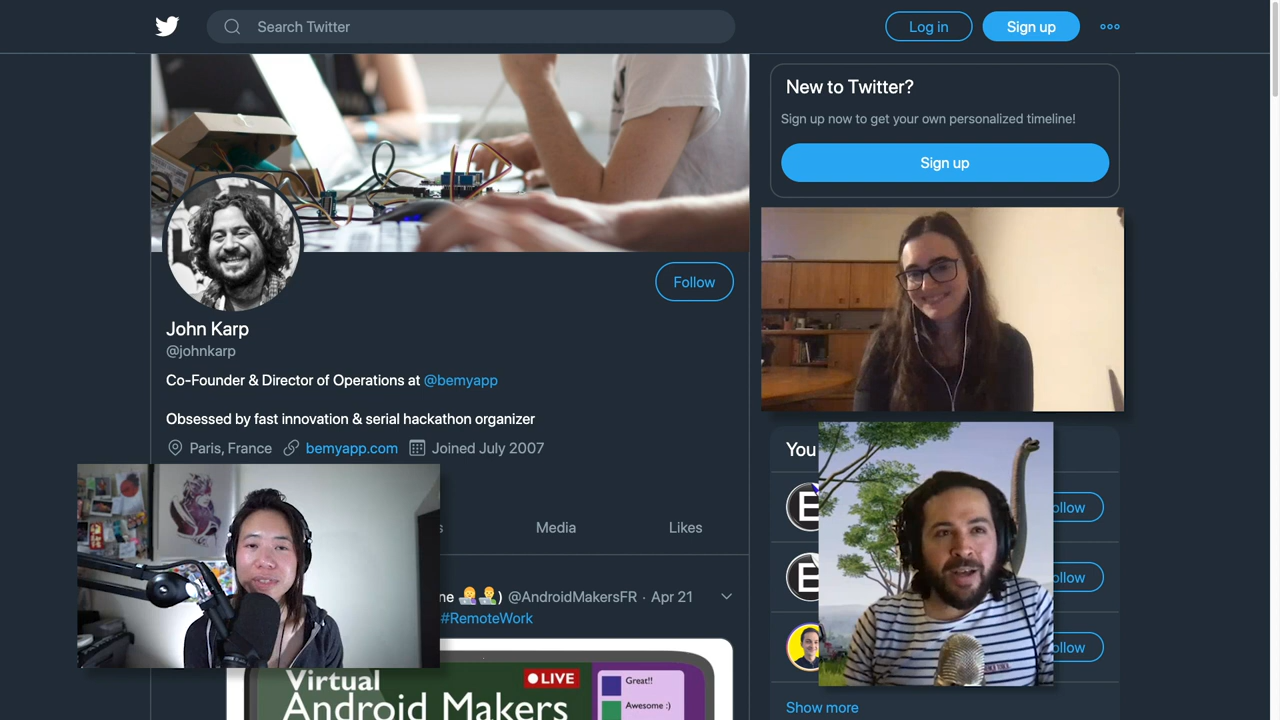 Search Twitter
Log in
Sign up
New to Twitter?
Sign up now to get your own personalized timeline!
Sign up
Follow
John Karp
@johnkarp
Co-Founder & Director of Operations at @bemyapp
Obsessed by fast innovation & serial hackathon organizer
Paris, France bemyapp.com Joined July 2007
Media
Likes
You
@AndroidMakersFR · Apr 21
#RemoteWork
LIVE
Virtual
Android Makers
Great!!
Awesome :)
E
E
Show more